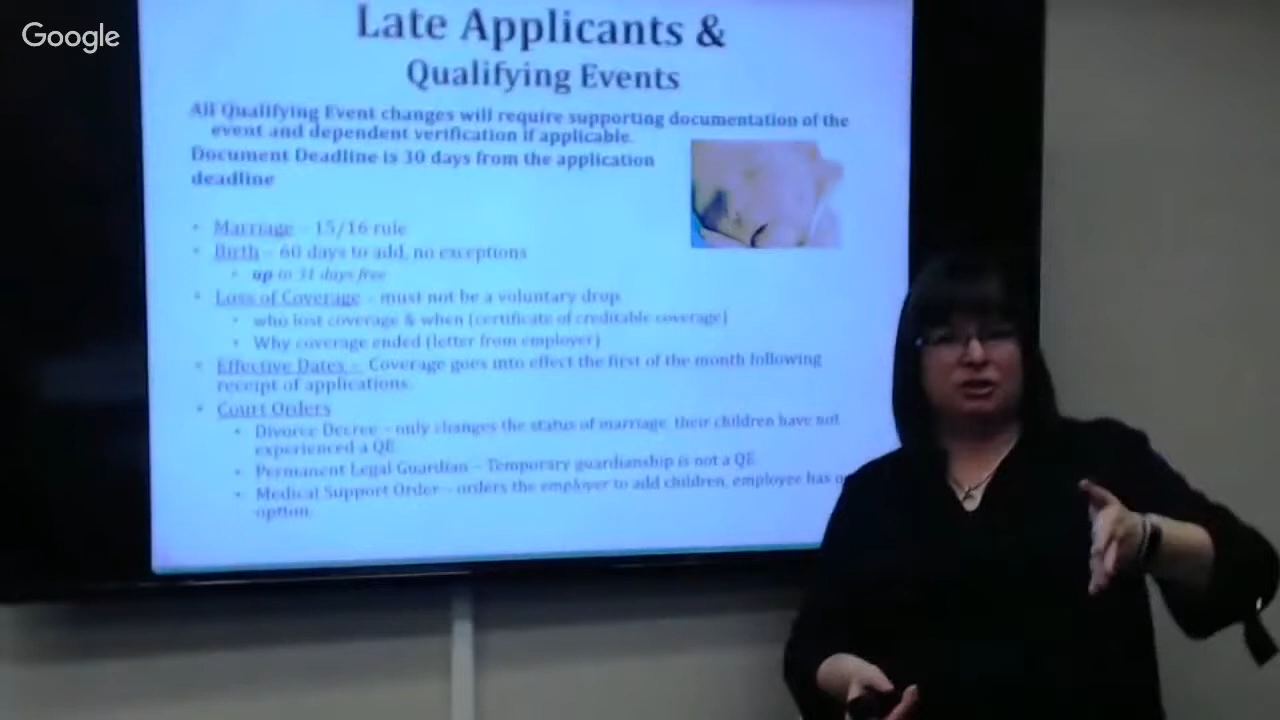 Google
Late Applicants &
Qualifying Events
All Qualifying Event changes will require supporting documentation of the
event and dependent verification if applicable.
Document Deadline is 30 days from the application
deadline
• Marriage – 15/16 rule
• Birth – 60 days to add, no exceptions
• up to 31 days free
• Loss of Coverage – must not be a voluntary drop
• who lost coverage & when (certificate of creditable coverage)
• Why coverage ended (letter from employer)
• Effective Dates – Coverage goes into effect the first of the month following
receipt of applications.
• Court Orders
• Divorce Decree – only changes the status of marriage, their children have not
experienced a QE.
• Permanent Legal Guardian – Temporary guardianship is not a QE.
• Medical Support Order – orders the employer to add children, employee has
option.